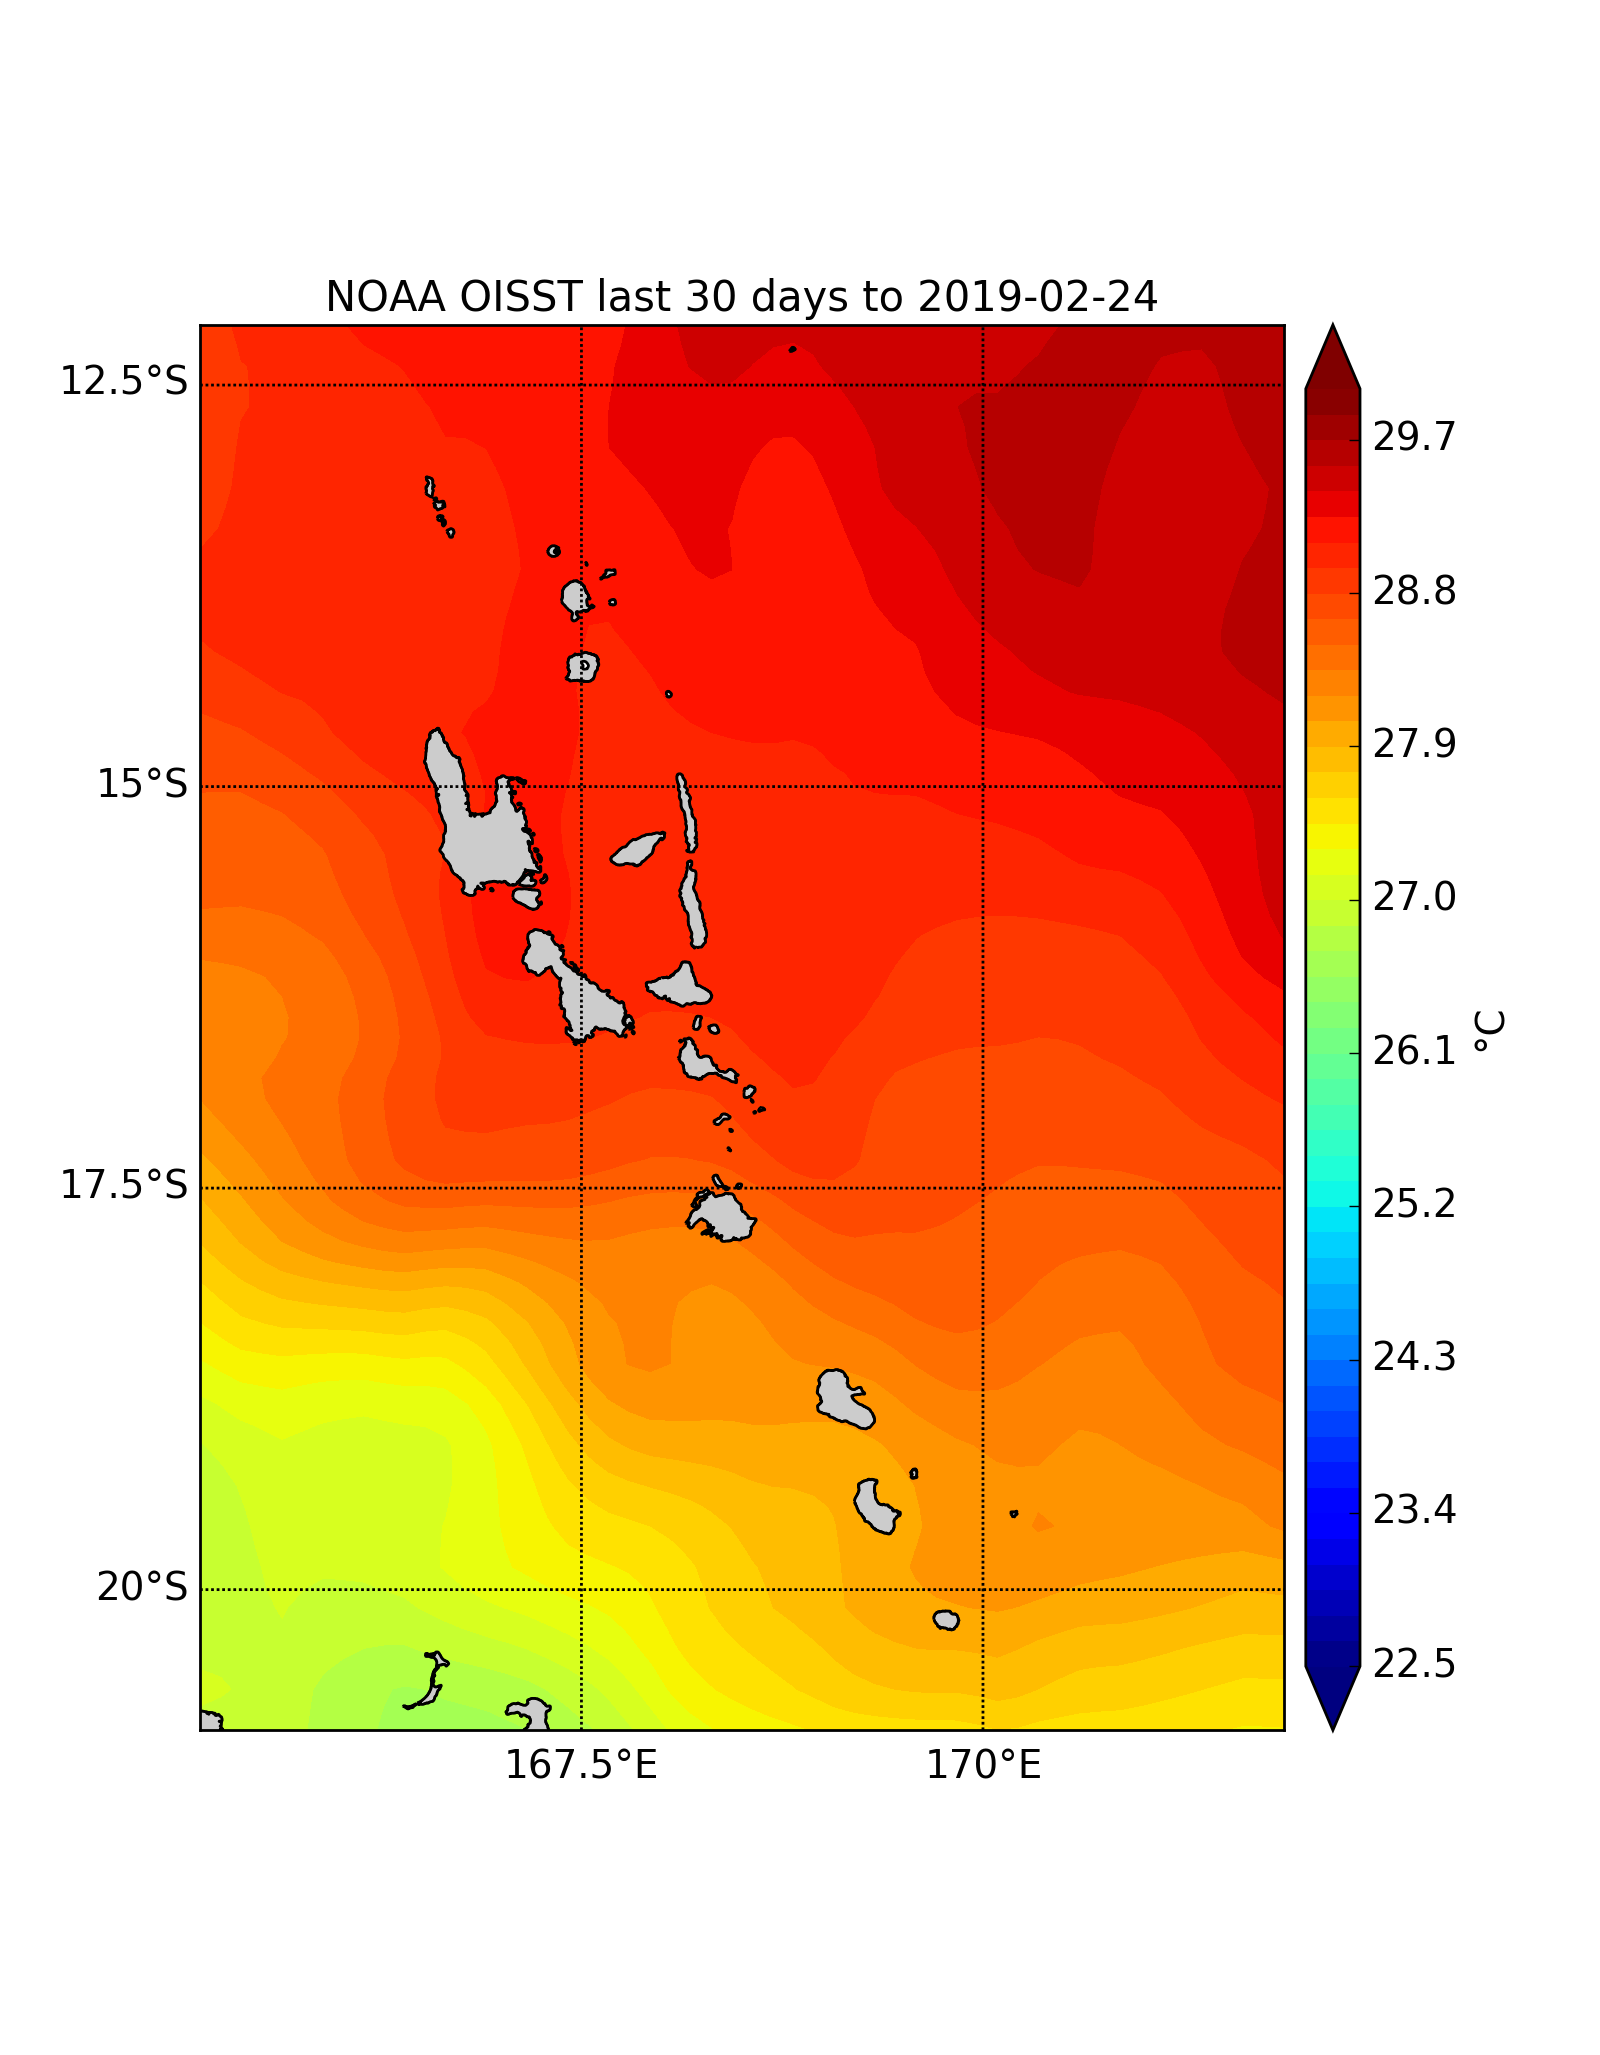 NOAA OISST last 30 days to 2019-02-24
12.5°S
15°S
17.5°S
20°S
167.5°E
170°E
29.7
28.8
27.9
27.0
26.1
25.2
24.3
23.4
22.5
°C